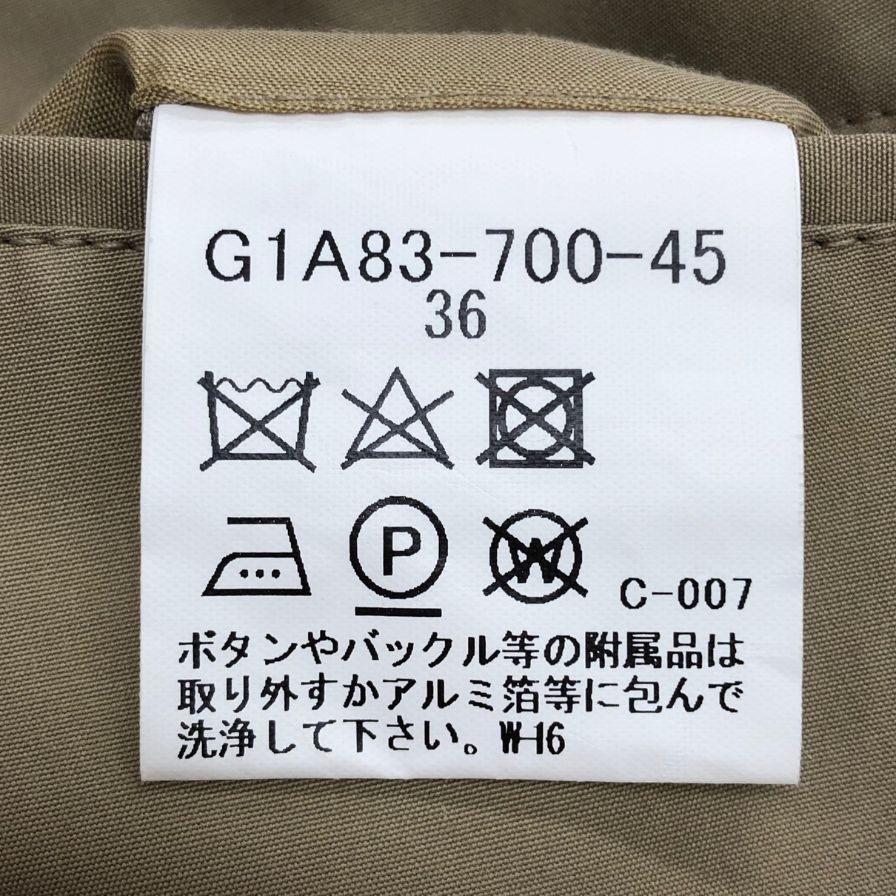 G1A83-700-45
36
P
W
C-007
ボタンやバックル等の附属品は
取り外すかアルミ箔等に包んで
洗浄して下さい。W-16